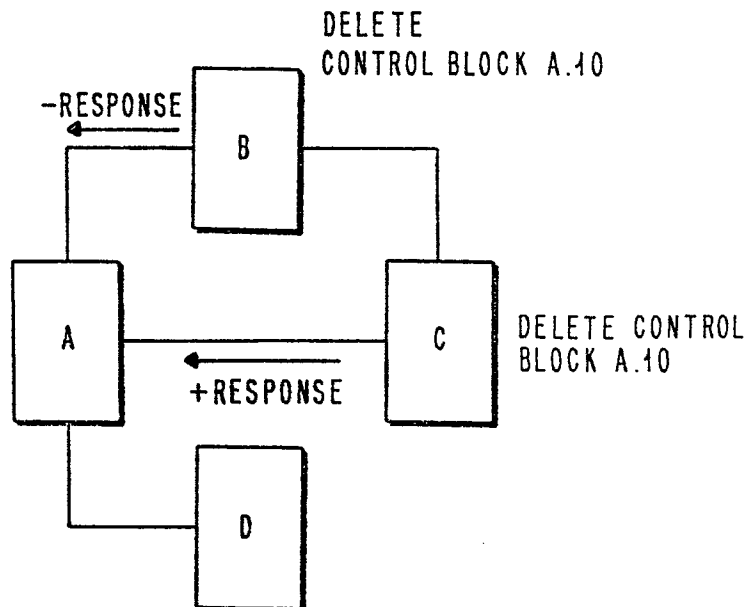 DELETE
CONTROL BLOCK A.10
-RESPONSE
B
A
C
DELETE CONTROL
BLOCK A.10
+RESPONSE
D